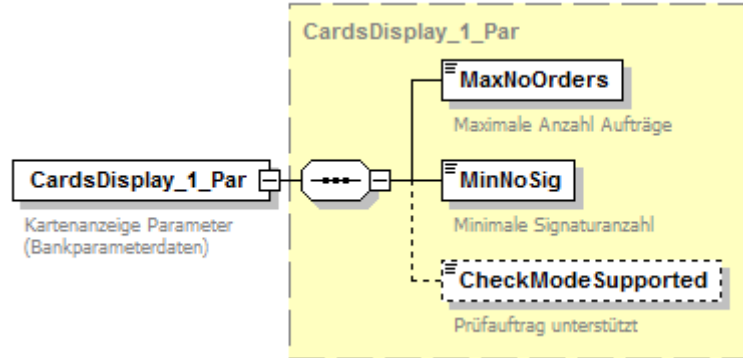 CardsDisplay_1_Par
MaxNoOrders
Maximale Anzahl Aufträge
CardsDisplay_1_Par
Kartenanzeige Parameter
(Bankparameterdaten)
MinNoSig
Minimale Signaturanzahl
CheckModeSupported
Prüfauftrag unterstützt